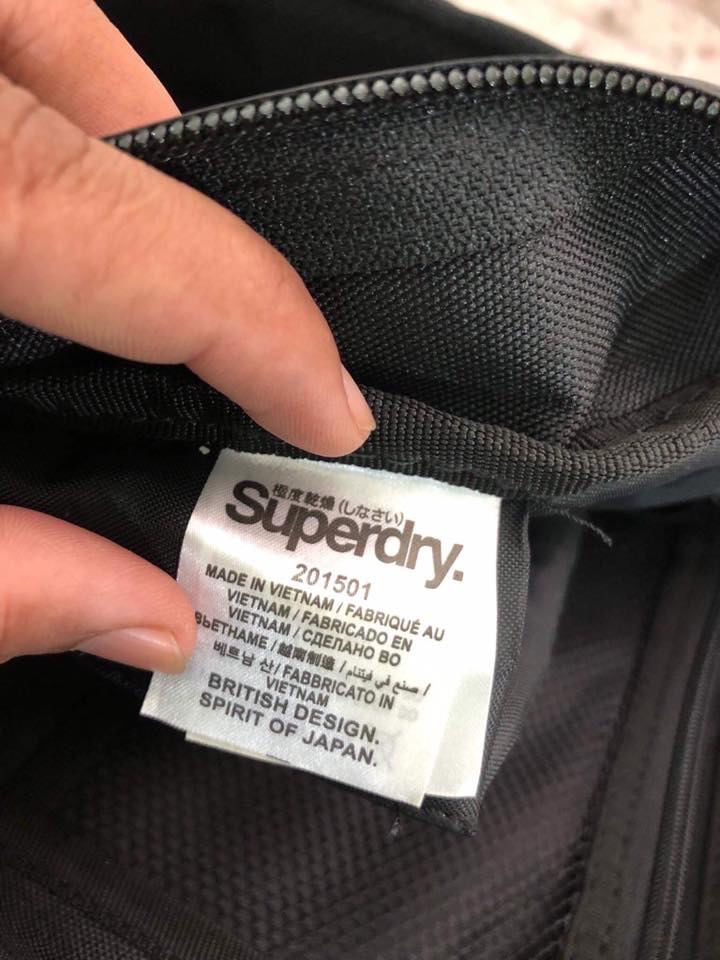 極度乾燥(しなさい)
Superdry.
201501
MADE IN VIETNAM / FABRIQUÉ AU
VIETNAM / FABRICADO EN
VIETNAM / СДЕЛАНО ВО
ВЬЕТНАМЕ / 越南制造 / صنع في فيتنام /
베트남 산 / FABBRICATO IN
VIETNAM
BRITISH DESIGN.
SPIRIT OF JAPAN.